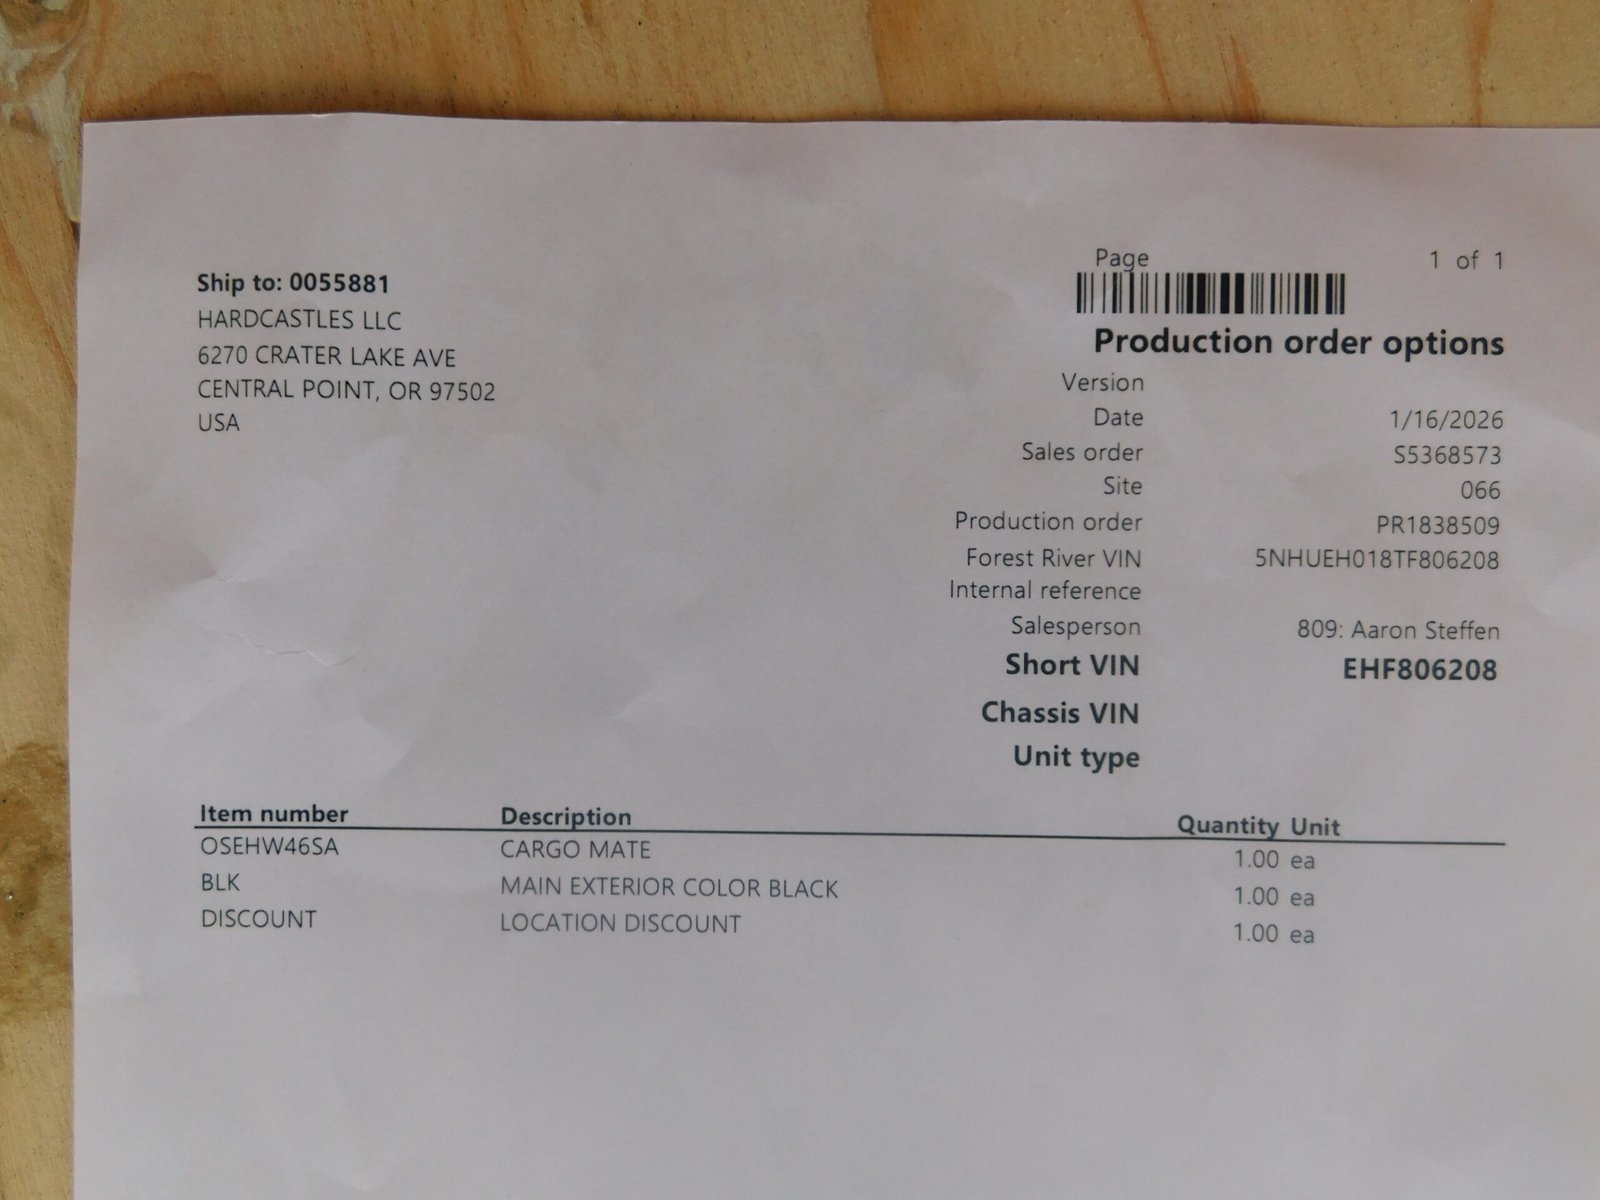 Ship to: 0055881
HARDCASTLES LLC
6270 CRATER LAKE AVE
CENTRAL POINT, OR 97502
USA
Page 1 of 1
Production order options
Version
Date 1/16/2026
Sales order S5368573
Site 066
Production order PR1838509
Forest River VIN 5NHUEH018TF806208
Internal reference
Salesperson 809: Aaron Steffen
Short VIN EHF806208
Chassis VIN
Unit type
Item number Description Quantity Unit
OSEHW46SA CARGO MATE 1.00 ea
BLK MAIN EXTERIOR COLOR BLACK 1.00 ea
DISCOUNT LOCATION DISCOUNT 1.00 ea